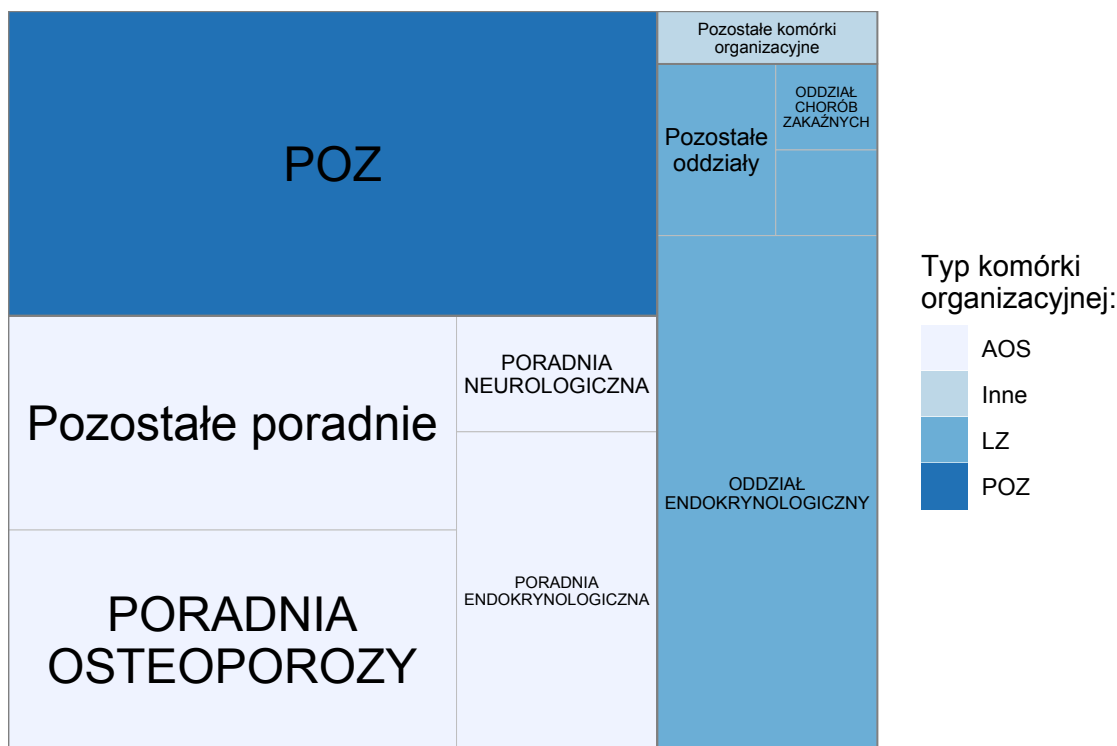 POZ
Pozostałe komórki
organizacyjne
Pozostałe
oddziały
ODDZIAŁ
CHORÓB
ZAKAŹNYCH
ODDZIAŁ
ENDOKRYNOLOGICZNY
Pozostałe poradnie
PORADNIA
NEUROLOGICZNA
PORADNIA
OSTEOPOROZY
PORADNIA
ENDOKRYNOLOGICZNA
Typ komórki
organizacyjnej:
AOS
Inne
LZ
POZ